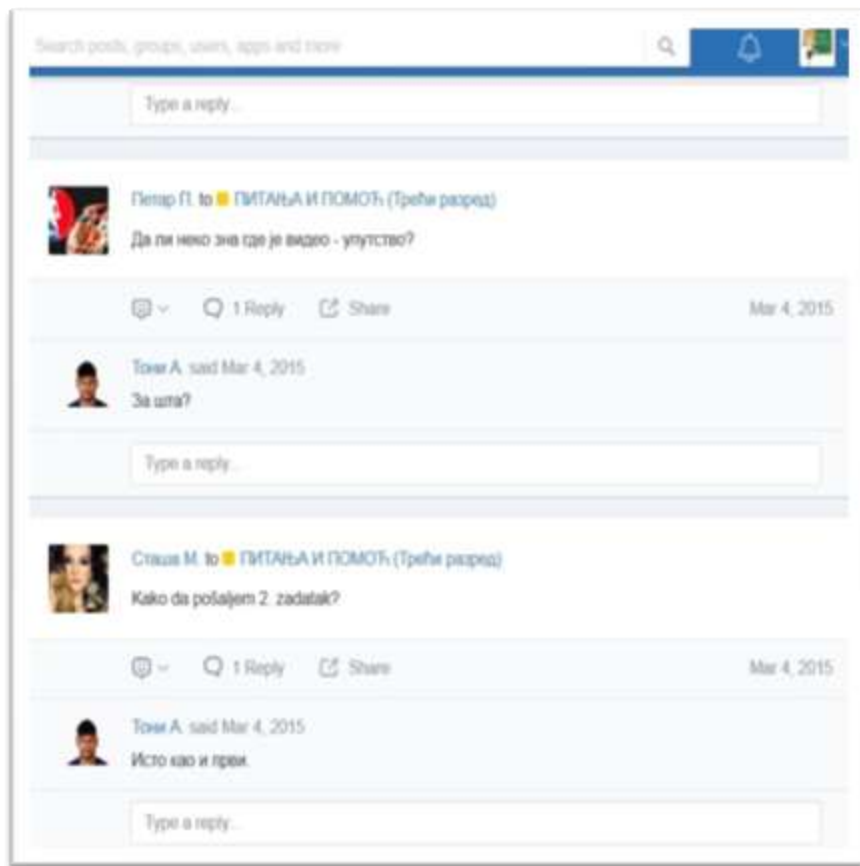 Search posts, groups, users, apps and more
Type a reply...
Петар П. to ПИТАЊА И ПОМОЋ (Трећи разред)
Да ли неко зна где је видео - упутство?
1 Reply Share Mar 4, 2015
Тони А. said Mar 4, 2015
За шта?
Type a reply...
Сташа М. to ПИТАЊА И ПОМОЋ (Трећи разред)
Kako da pošaljem 2. zadatak?
1 Reply Share Mar 4, 2015
Тони А. said Mar 4, 2015
Исто као и први.
Type a reply...